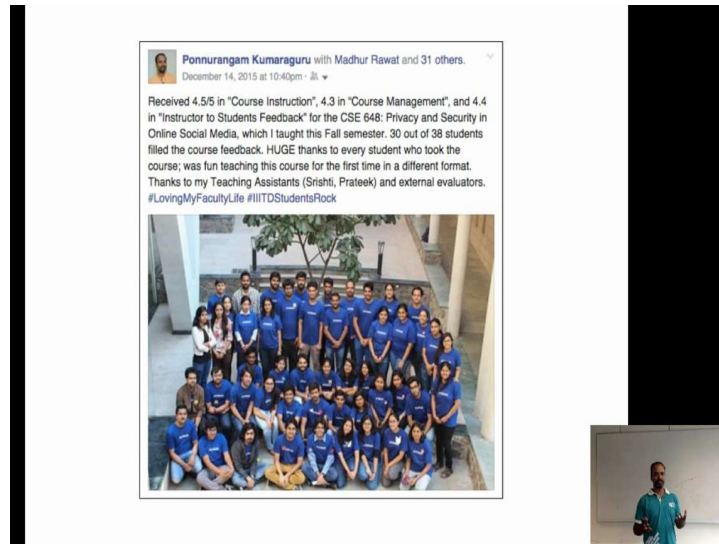 Ponnurangam Kumaraguru with Madhur Rawat and 31 others.
December 14, 2015 at 10:40pm ·
Received 4.5/5 in "Course Instruction", 4.3 in "Course Management", and 4.4
in "Instructor to Students Feedback" for the CSE 648: Privacy and Security in
Online Social Media, which I taught this Fall semester. 30 out of 38 students
filled the course feedback. HUGE thanks to every student who took the
course; was fun teaching this course for the first time in a different format.
Thanks to my Teaching Assistants (Srishti, Prateek) and external evaluators.
#LovingMyFacultyLife #IIITDStudentsRock